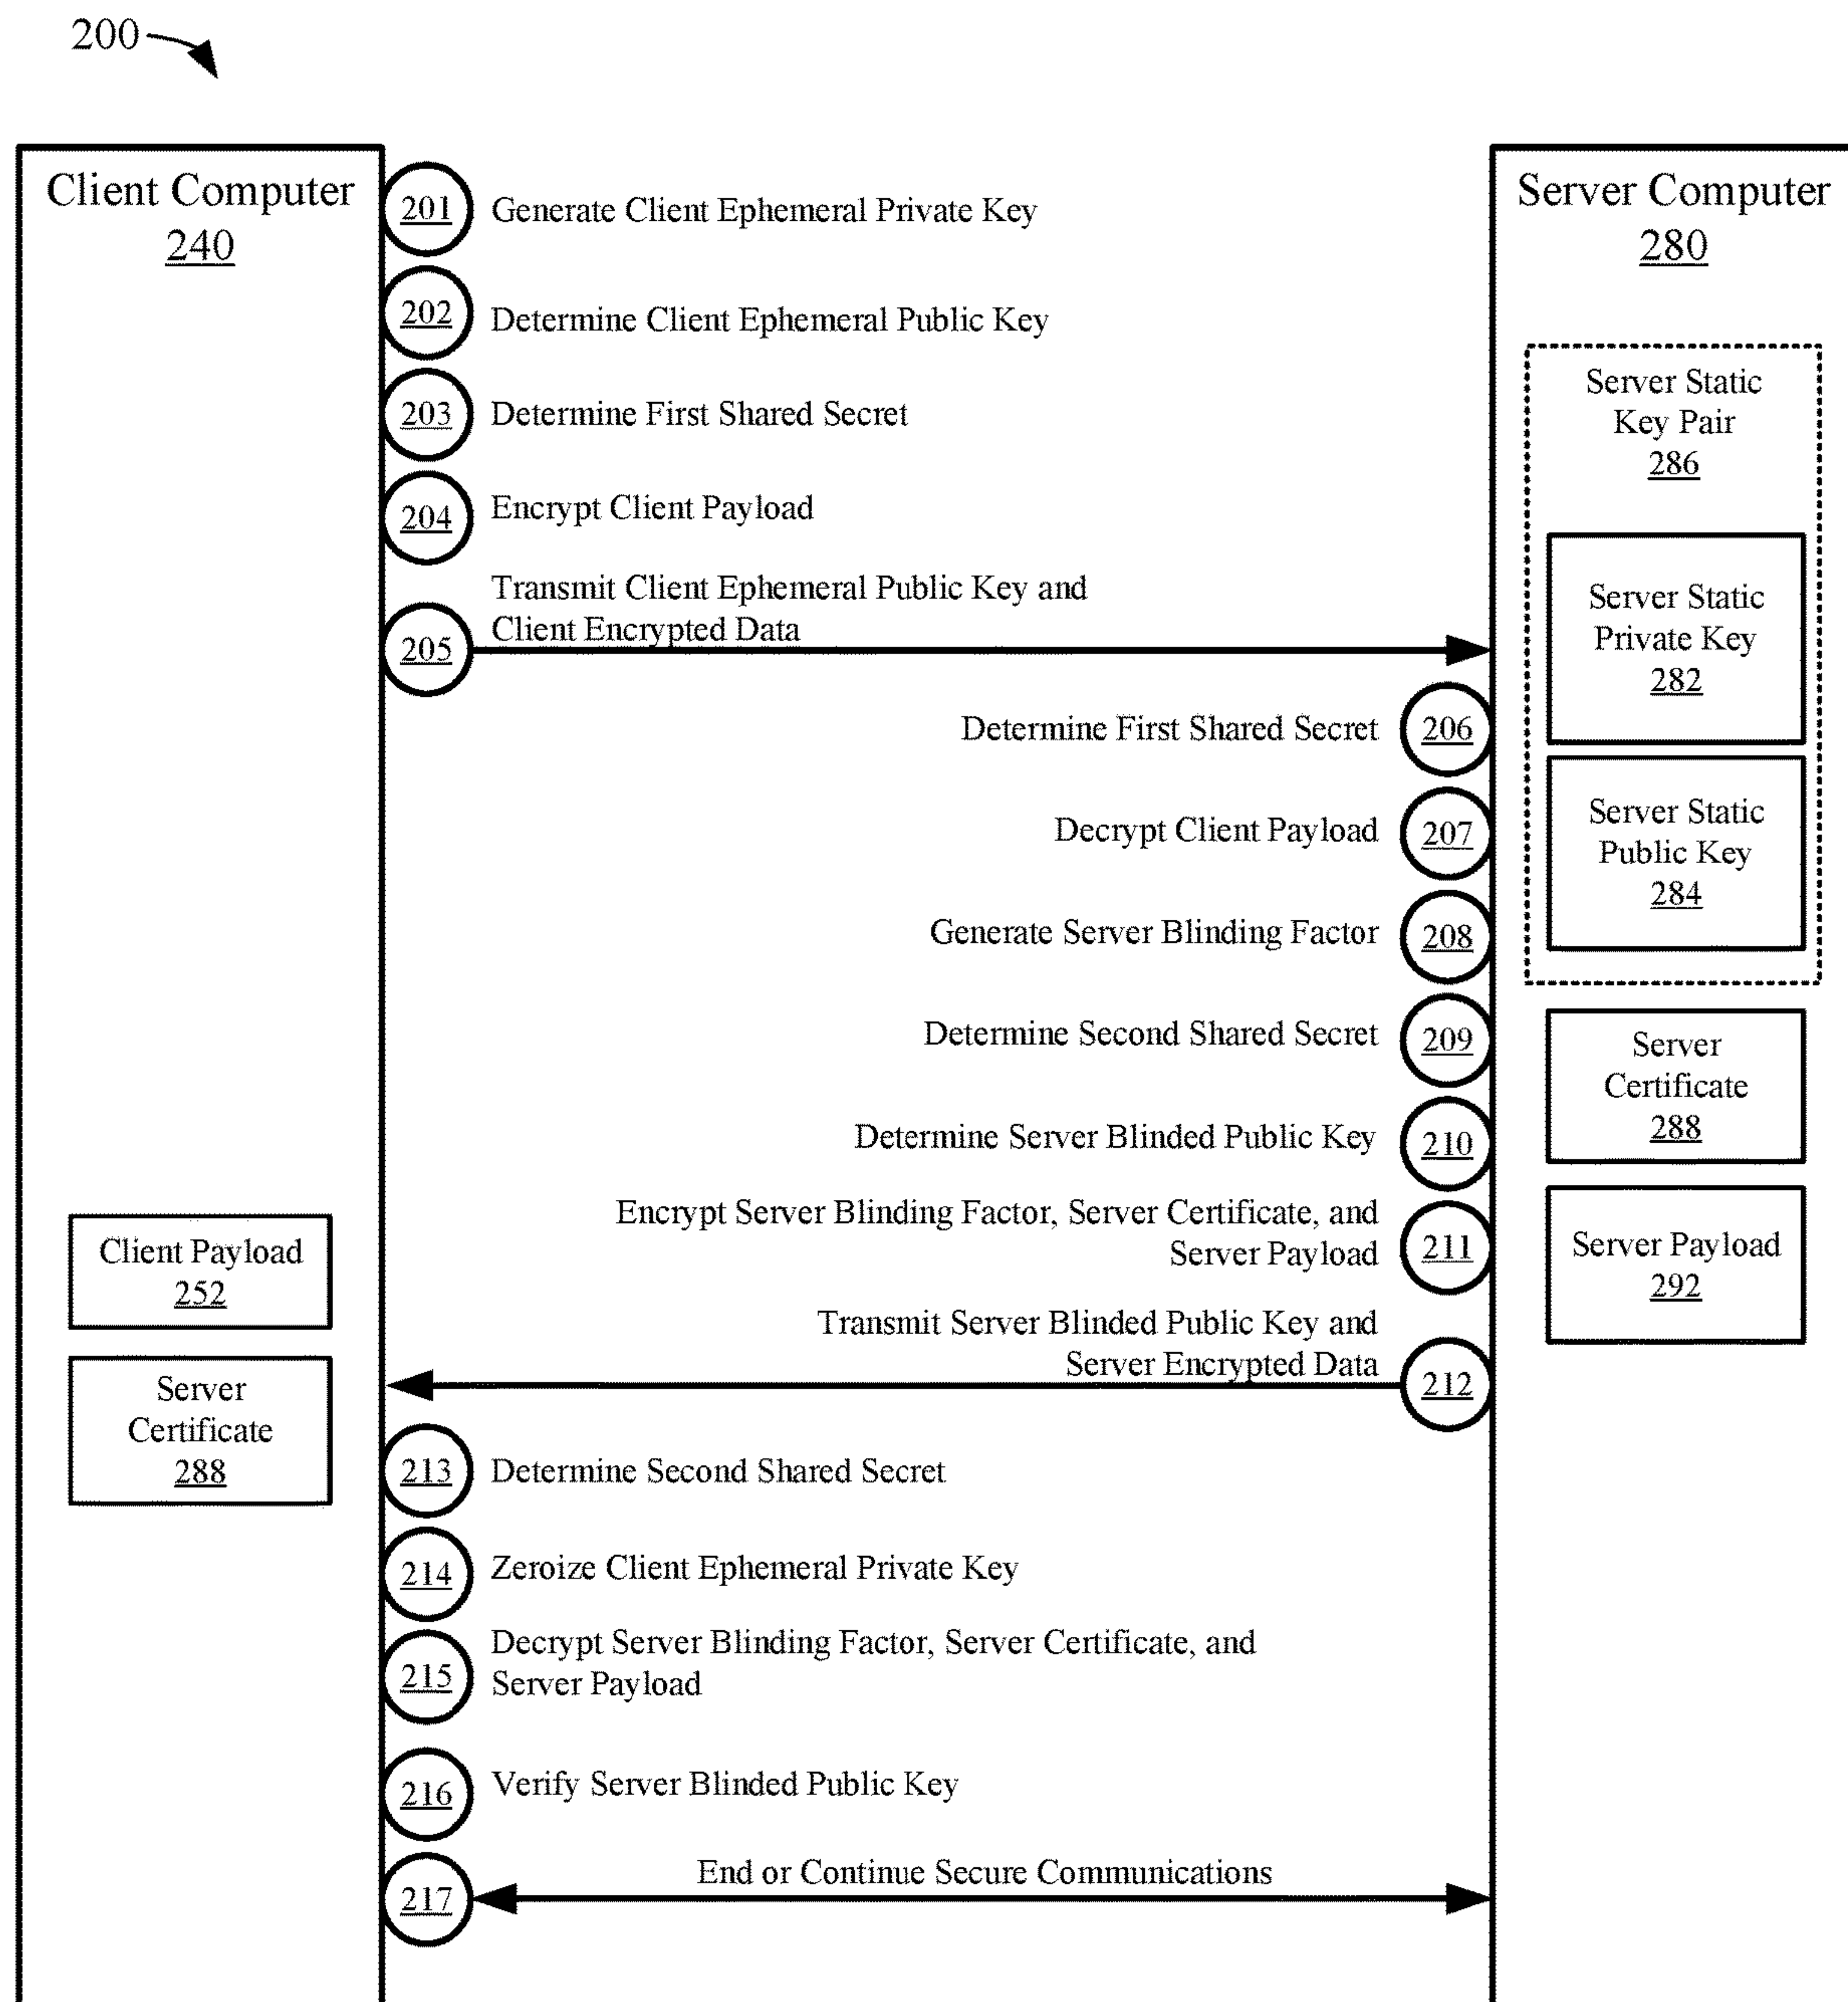 200
Client Computer
240
Server Computer
280
201
Generate Client Ephemeral Private Key
202
Determine Client Ephemeral Public Key
203
Determine First Shared Secret
204
Encrypt Client Payload
205
Transmit Client Ephemeral Public Key and
Client Encrypted Data
Server Static
Key Pair
286
Server Static
Private Key
282
Server Static
Public Key
284
Determine First Shared Secret
206
Decrypt Client Payload
207
Generate Server Blinding Factor
208
Determine Second Shared Secret
209
Determine Server Blinded Public Key
210
Encrypt Server Blinding Factor, Server Certificate, and
Server Payload
211
Transmit Server Blinded Public Key and
Server Encrypted Data
212
Server
Certificate
288
Server Payload
292
Client Payload
252
Server
Certificate
288
213
Determine Second Shared Secret
214
Zeroize Client Ephemeral Private Key
215
Decrypt Server Blinding Factor, Server Certificate, and
Server Payload
216
Verify Server Blinded Public Key
217
End or Continue Secure Communications